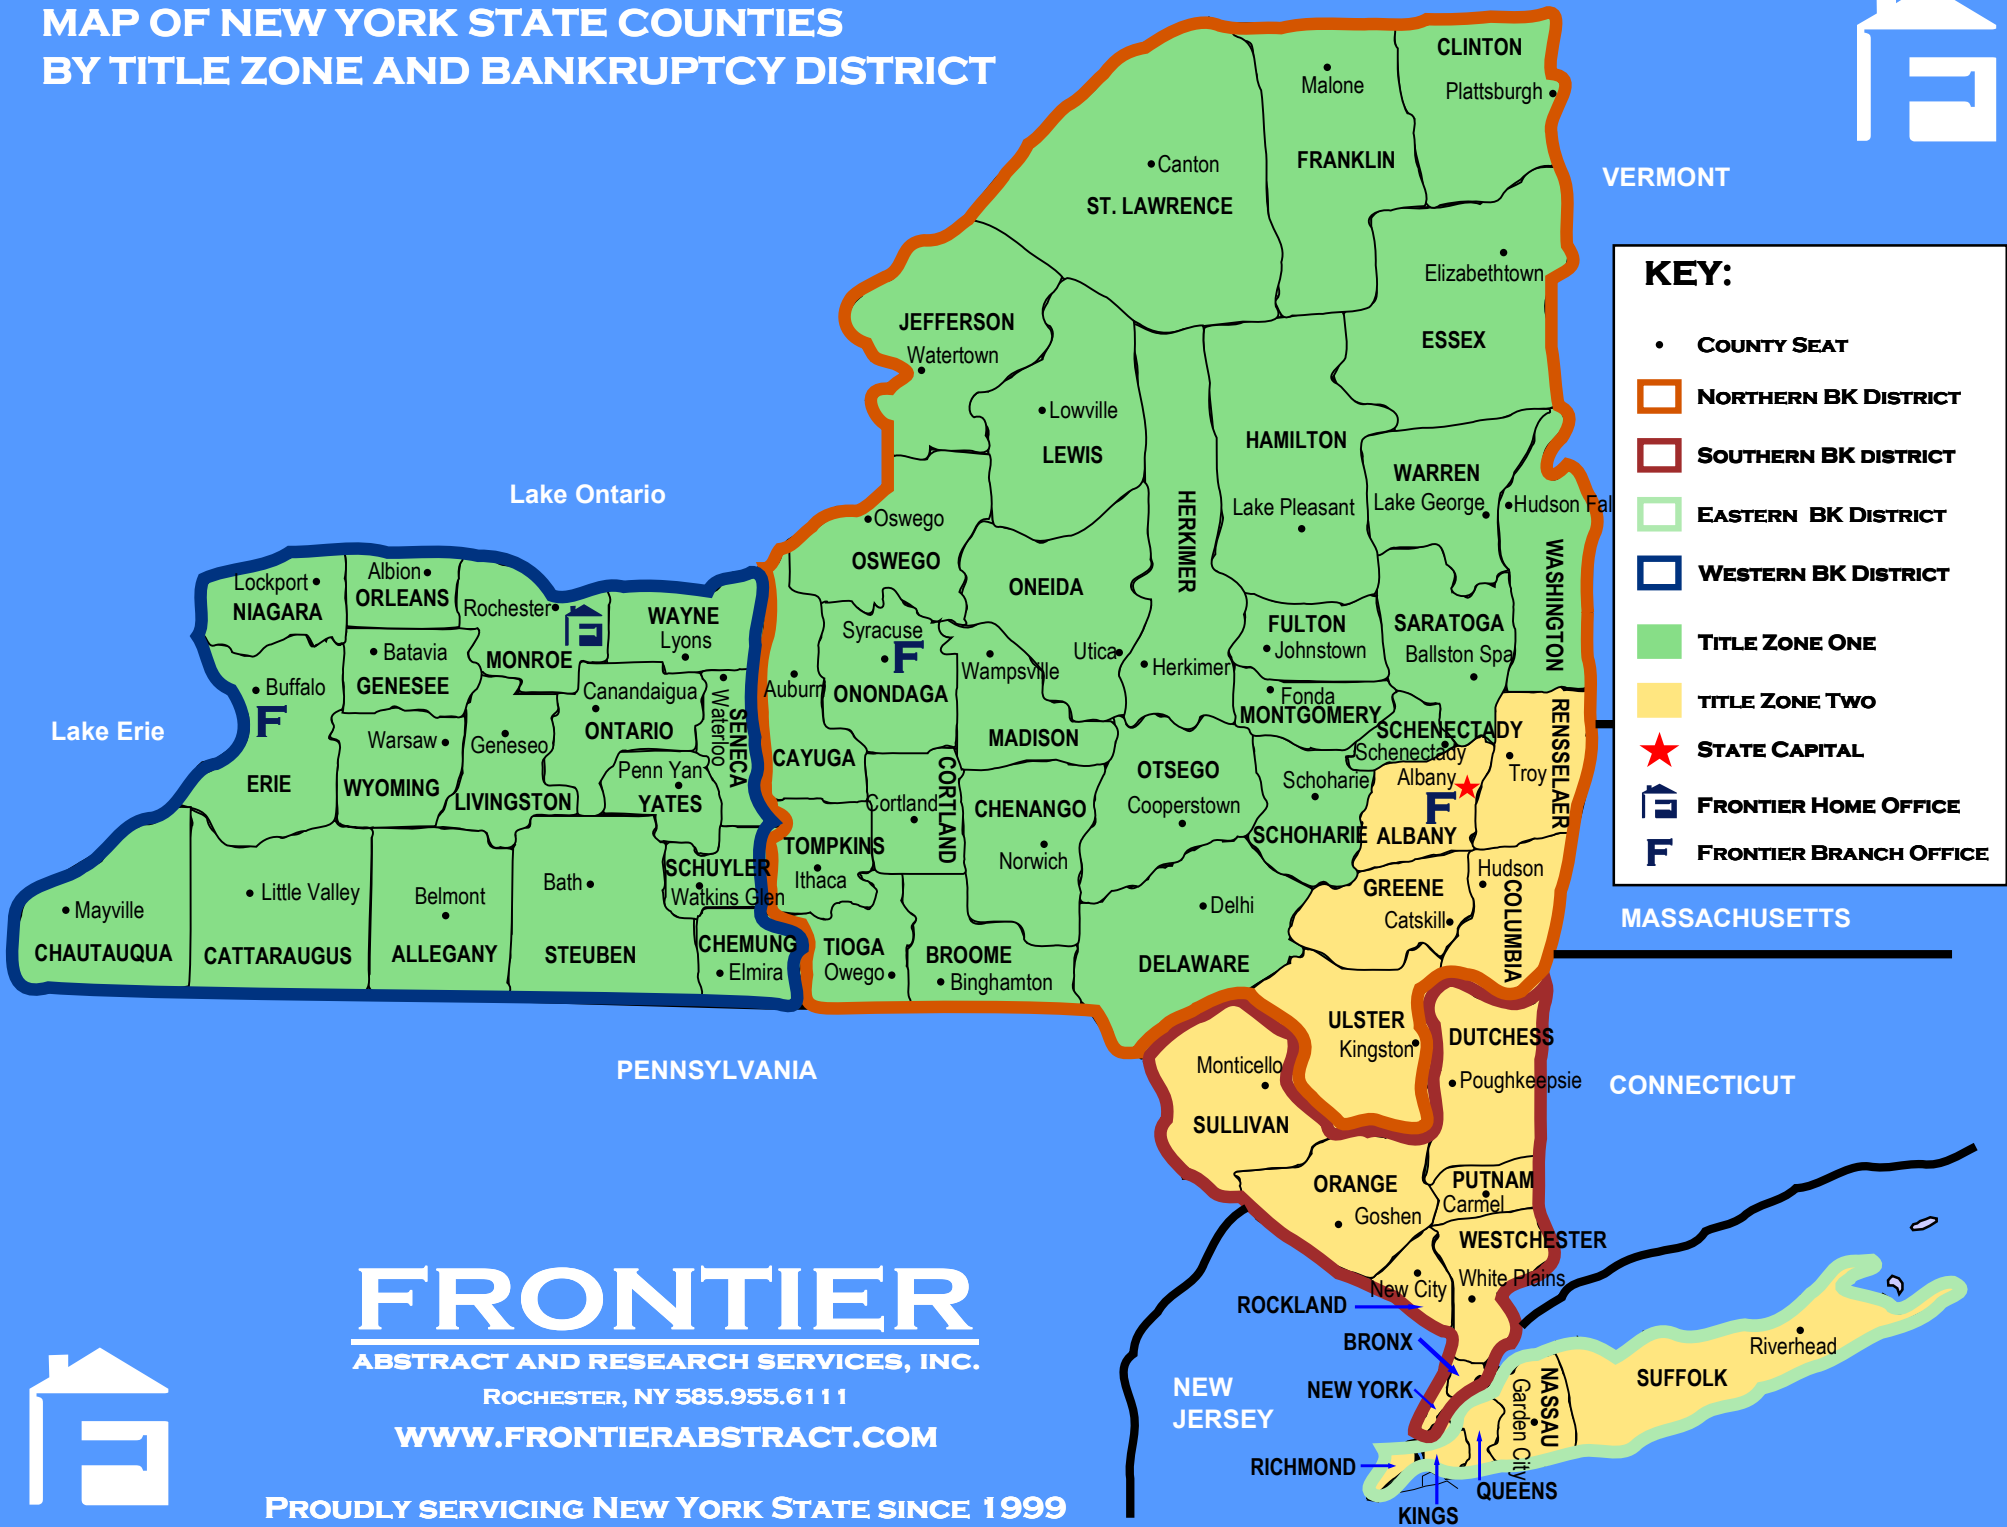 MAP OF NEW YORK STATE COUNTIES
BY TITLE ZONE AND BANKRUPTCY DISTRICT
CLINTON
Plattsburgh
Malone
FRANKLIN
Canton
ST. LAWRENCE
VERMONT
Elizabethtown
ESSEX
JEFFERSON
Watertown
Lowville
LEWIS
HAMILTON
Lake Pleasant
WARREN
Lake George
Hudson Fal
WASHINGTON
HERKIMER
Herkimer
Lake Ontario
Oswego
OSWEGO
ONEIDA
Utica
FULTON
Johnstown
SARATOGA
Ballston Spa
Fonda
MONTGOMERY
SCHENECTADY
Schenectady
RENSSELAER
Troy
Lockport
NIAGARA
Albion
ORLEANS
Rochester
MONROE
WAYNE
Lyons
Syracuse
F
ONONDAGA
Wampsville
MADISON
Auburn
CAYUGA
Batavia
GENESEE
Canandaigua
ONTARIO
Waterloo
SENECA
Buffalo
F
Lake Erie
ERIE
Warsaw
WYOMING
Geneseo
LIVINGSTON
Penn Yan
YATES
Cortland
CORTLAND
CHENANGO
Norwich
OTSEGO
Cooperstown
Schoharie
SCHOHARIE
Albany
F
ALBANY
TOMPKINS
Ithaca
SCHUYLER
Watkins Glen
GREENE
Catskill
Hudson
COLUMBIA
Mayville
CHAUTAUQUA
Little Valley
CATTARAUGUS
Belmont
ALLEGANY
Bath
STEUBEN
CHEMUNG
Elmira
TIOGA
Owego
BROOME
Binghamton
Delhi
DELAWARE
ULSTER
Kingston
DUTCHESS
Poughkeepsie
PENNSYLVANIA
Monticello
SULLIVAN
ORANGE
Goshen
PUTNAM
Carmel
WESTCHESTER
White Plains
New City
ROCKLAND
BRONX
NEW YORK
RICHMOND
KINGS
QUEENS
NASSAU
Garden City
SUFFOLK
Riverhead
NEW
JERSEY
MASSACHUSETTS
CONNECTICUT
KEY:
COUNTY SEAT
NORTHERN BK DISTRICT
SOUTHERN BK DISTRICT
EASTERN BK DISTRICT
WESTERN BK DISTRICT
TITLE ZONE ONE
TITLE ZONE TWO
STATE CAPITAL
FRONTIER HOME OFFICE
F FRONTIER BRANCH OFFICE
FRONTIER
ABSTRACT AND RESEARCH SERVICES, INC.
ROCHESTER, NY 585.955.6111
WWW.FRONTIERABSTRACT.COM
PROUDLY SERVICING NEW YORK STATE SINCE 1999